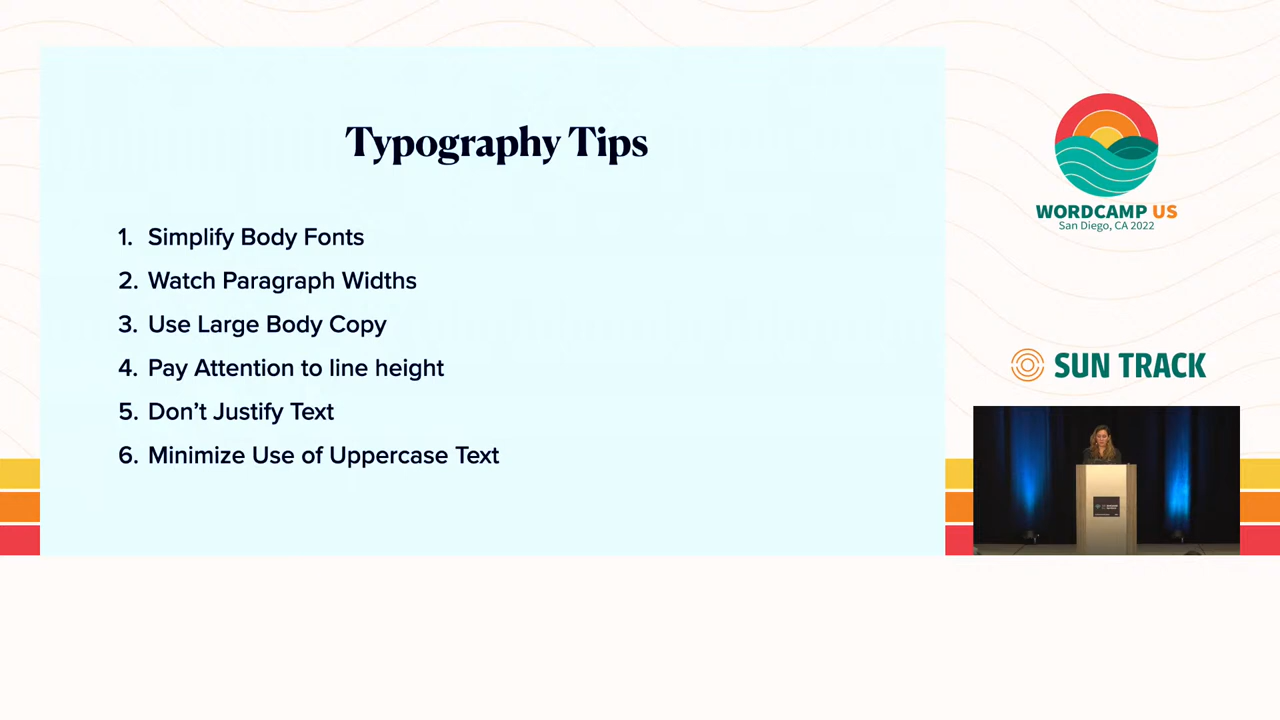 Typography Tips
1. Simplify Body Fonts
2. Watch Paragraph Widths
3. Use Large Body Copy
4. Pay Attention to line height
5. Don’t Justify Text
6. Minimize Use of Uppercase Text
WORDCAMP US
San Diego, CA 2022
SUN TRACK